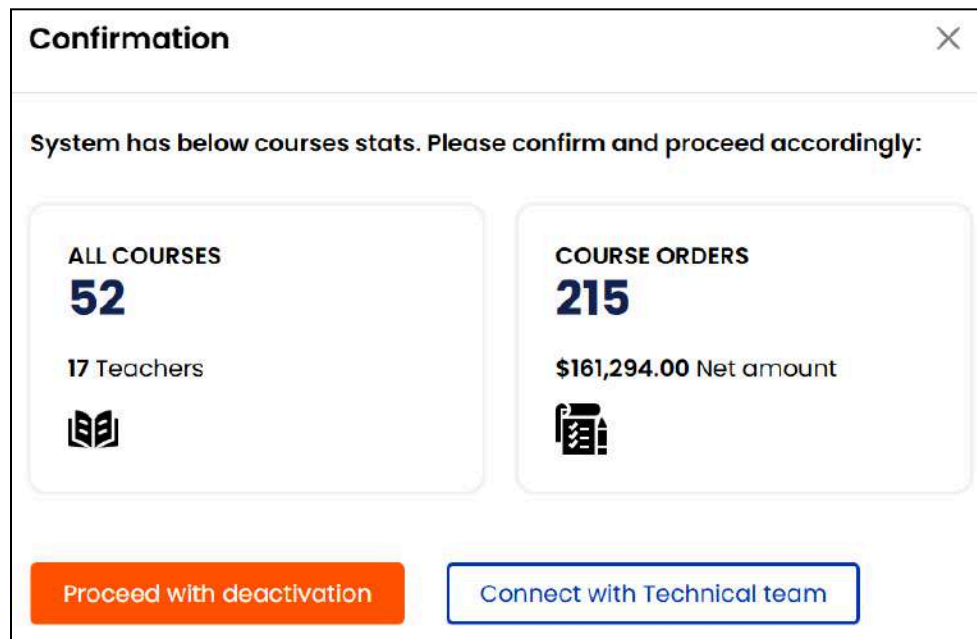 Confirmation
System has below courses stats. Please confirm and proceed accordingly:
ALL COURSES
52
17 Teachers
COURSE ORDERS
215
$161,294.00 Net amount
Proceed with deactivation
Connect with Technical team